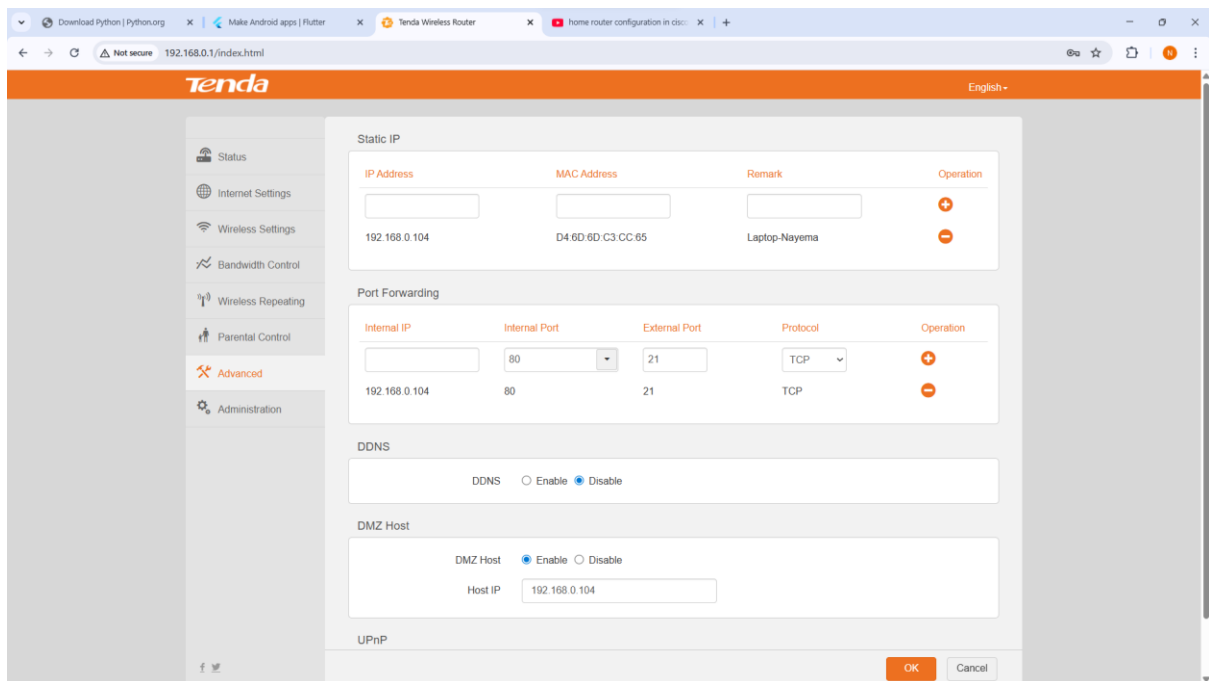 Download Python | Python.org
Make Android apps | Flutter
Tenda Wireless Router
home router configuration in cisc
Not secure 192.168.0.1/index.html
N
Tenda English
Status
Internet Settings
Wireless Settings
Bandwidth Control
Wireless Repeating
Parental Control
Advanced
Administration
Static IP
IP Address MAC Address Remark Operation
192.168.0.104 D4:6D:6D:C3:CC:65 Laptop-Nayema
Port Forwarding
Internal IP Internal Port External Port Protocol Operation
80 21 TCP
192.168.0.104 80 21 TCP
DDNS
DDNS Enable Disable
DMZ Host
DMZ Host Enable Disable
Host IP 192.168.0.104
UPnP
OK Cancel